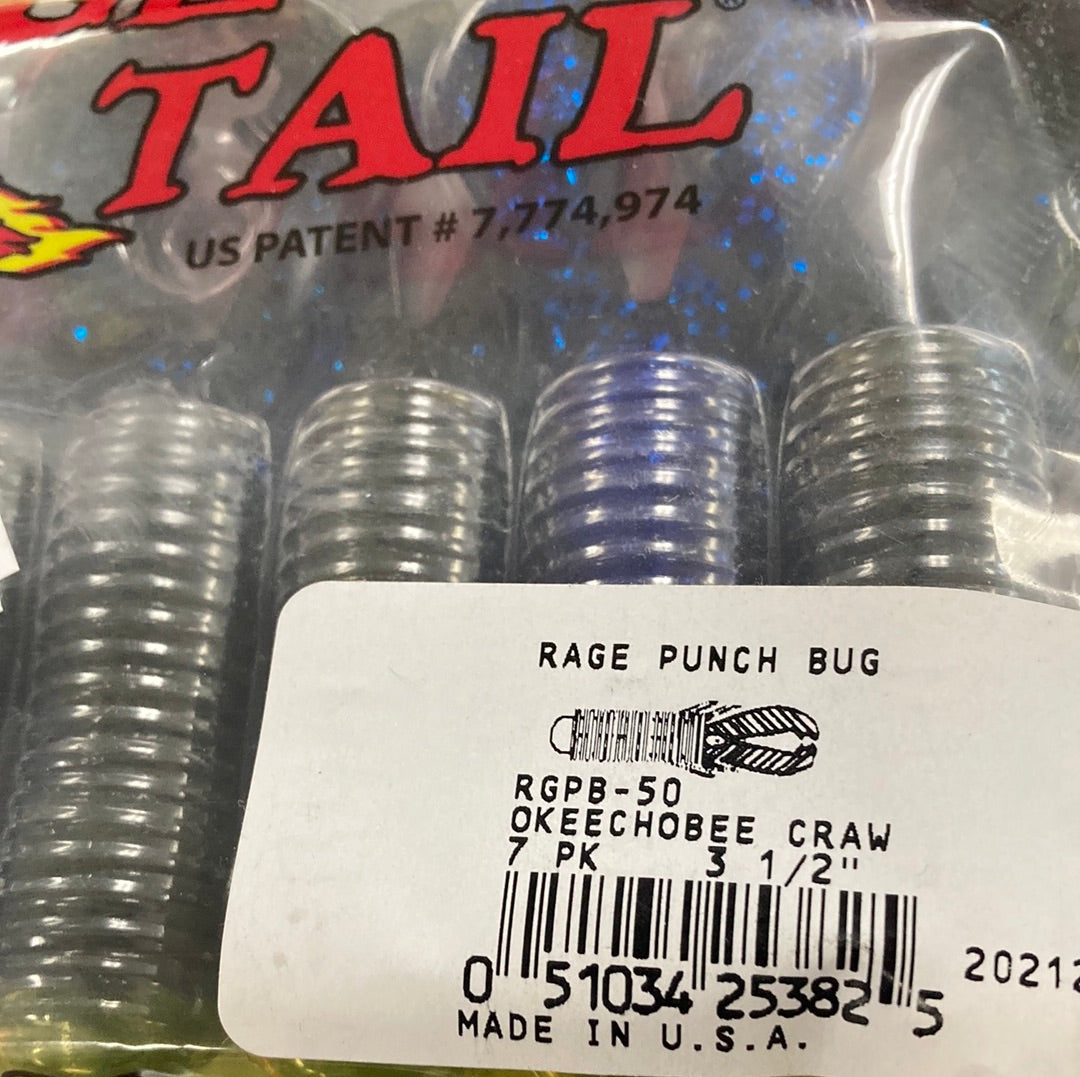 TAIL®
US PATENT # 7,774,974
RAGE PUNCH BUG
RGPB-50
OKEECHOBEE CRAW
7 PK 3 1/2"
0 51034 25382 5
20212
MADE IN U.S.A.